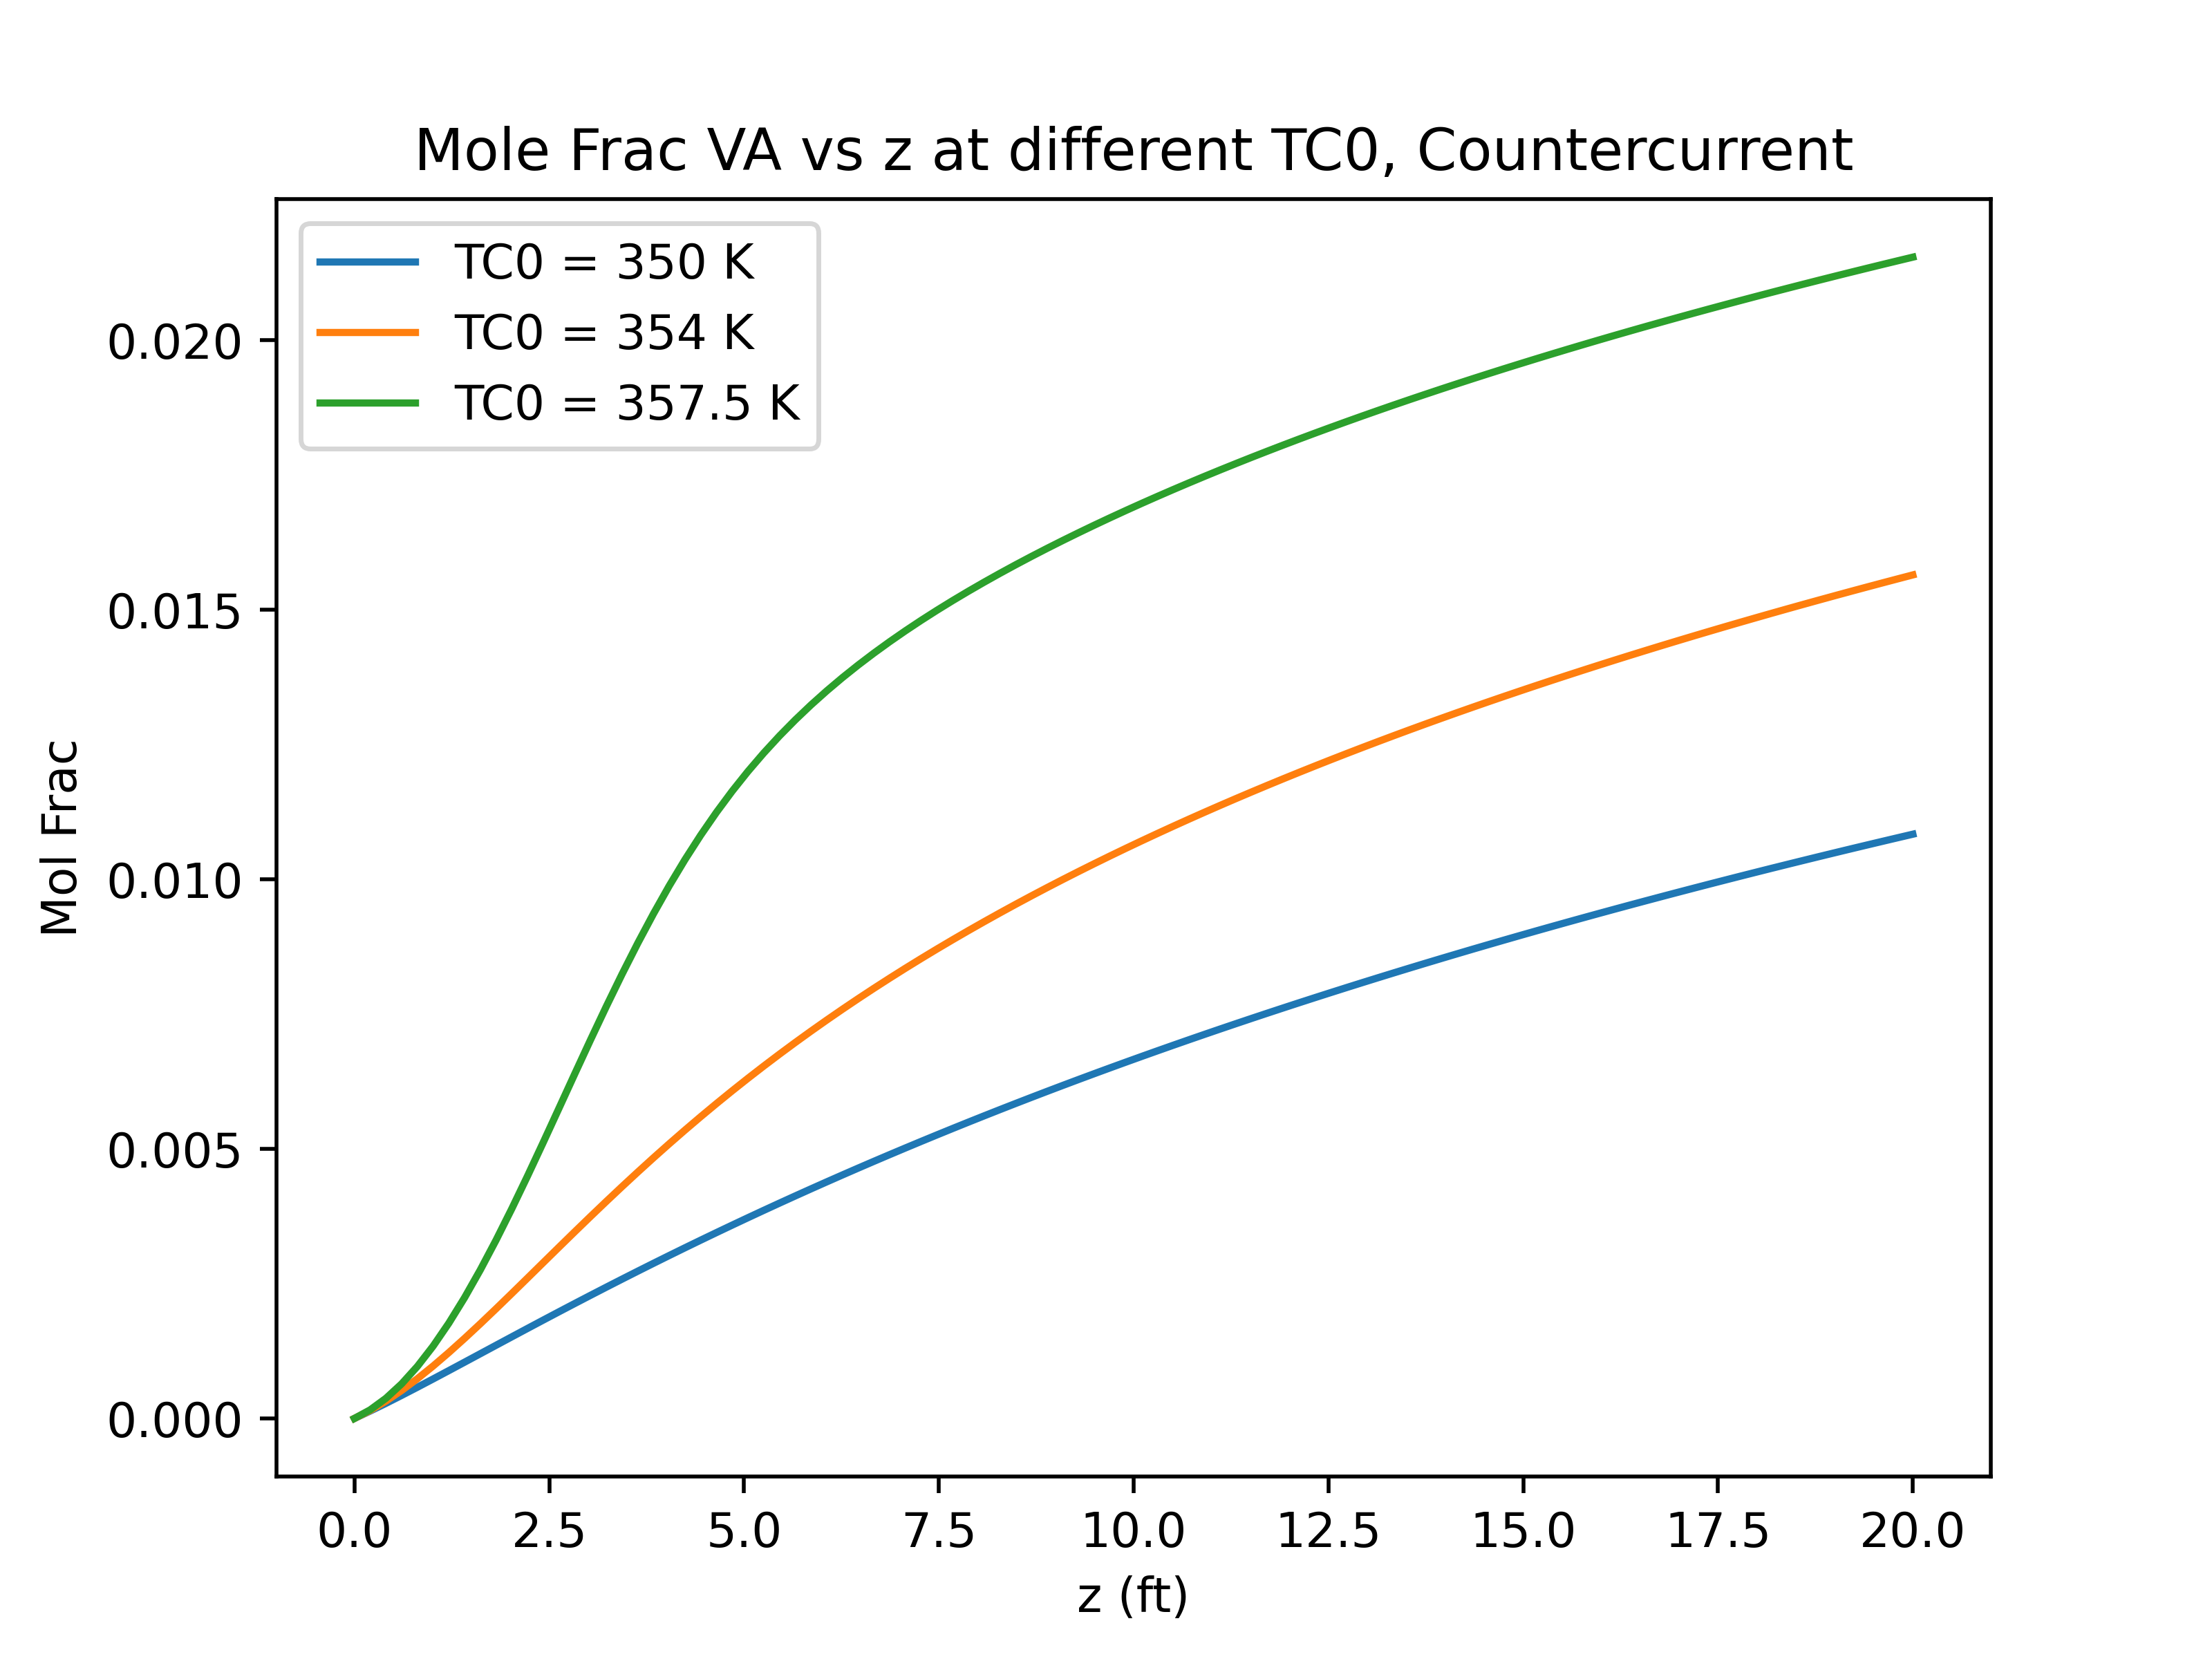 Mole Frac VA vs z at different TC0, Countercurrent
TC0 = 350 K
TC0 = 354 K
TC0 = 357.5 K
0.020
0.015
0.010
0.005
0.000
Mol Frac
0.0 2.5 5.0 7.5 10.0 12.5 15.0 17.5 20.0
z (ft)